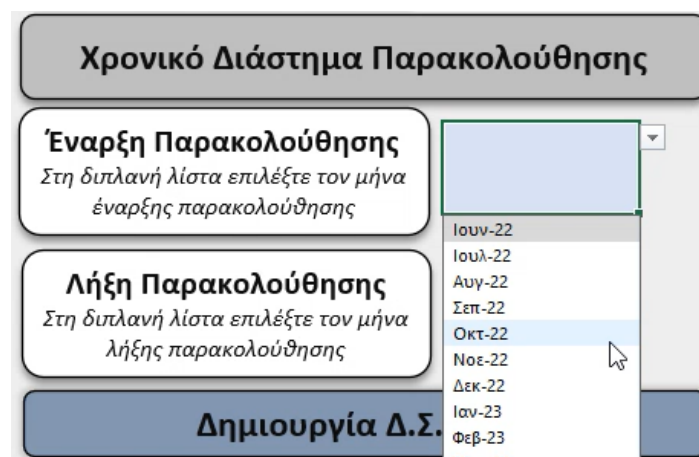 Χρονικό Διάστημα Παρακολούθησης
Έναρξη Παρακολούθησης
Στη διπλανή λίστα επιλέξτε τον μήνα
έναρξης παρακολούθησης
Ιουν-22
Ιουλ-22
Αυγ-22
Σεπ-22
Οκτ-22
Νοε-22
Δεκ-22
Ιαν-23
Φεβ-23
Λήξη Παρακολούθησης
Στη διπλανή λίστα επιλέξτε τον μήνα
λήξης παρακολούθησης
Δημιουργία Δ.Σ.